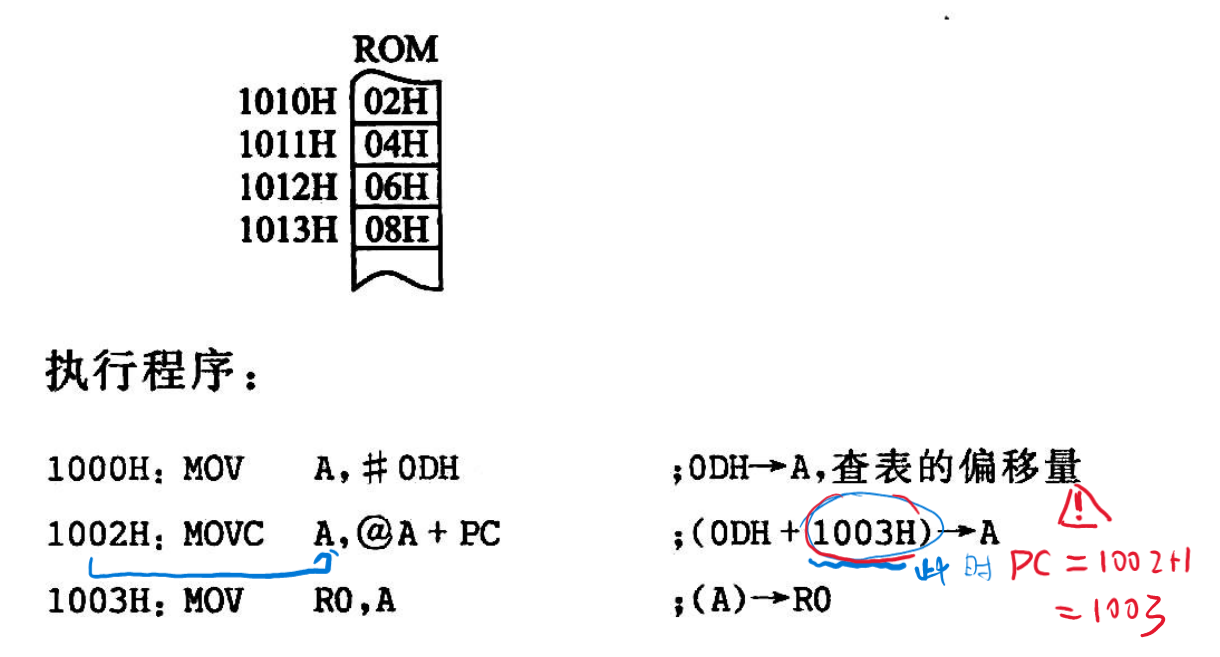 ROM
1010H 02H
1011H 04H
1012H 06H
1013H 08H
执行程序：
1000H: MOV A,#0DH ;0DH→A,查表的偏移量
1002H: MOVC A,@A+PC ;(0DH+1003H)→A
此时 PC=1002+1
=1003
1003H: MOV R0,A ;(A)→R0